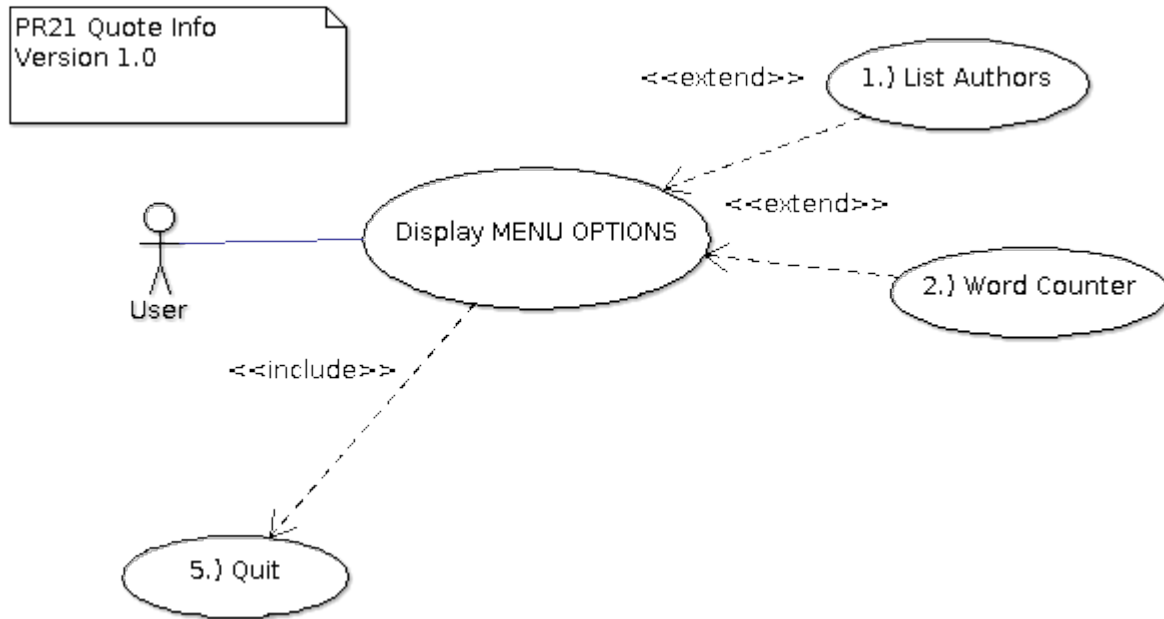 PR21 Quote Info
Version 1.0
<<extend>>
1.) List Authors
<<extend>>
Display MENU OPTIONS
2.) Word Counter
User
<<include>>
5.) Quit